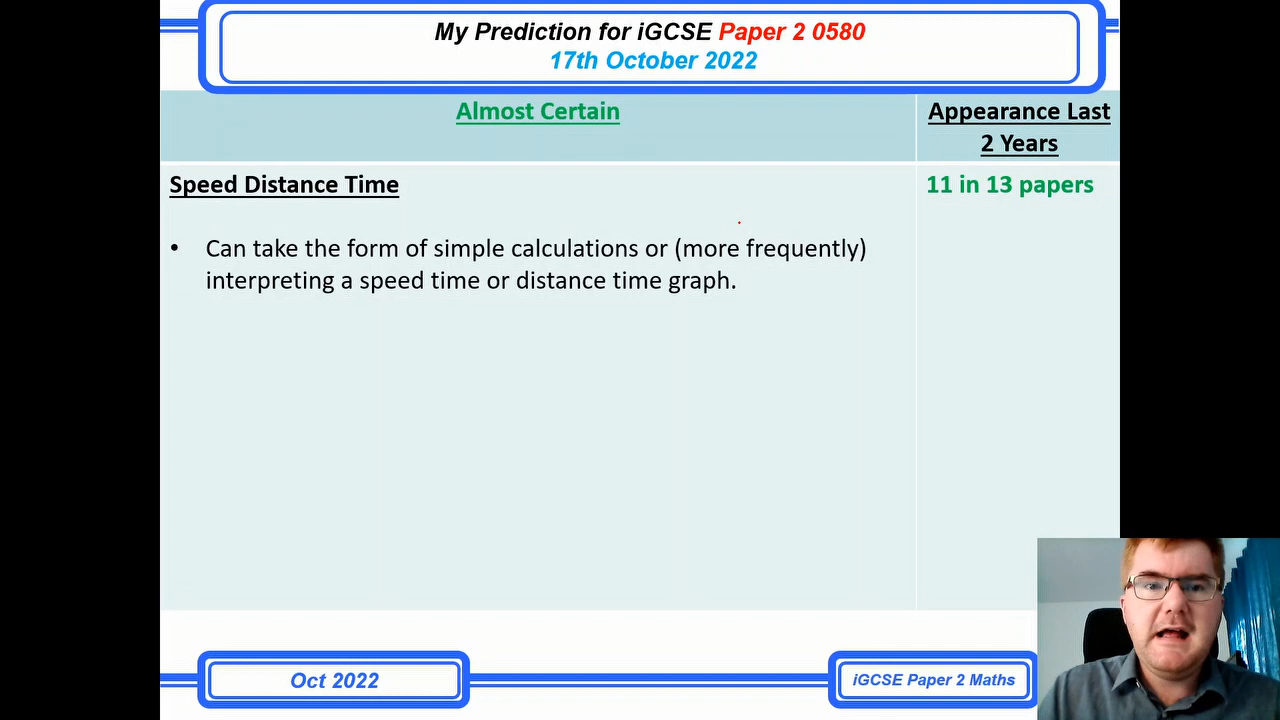 My Prediction for iGCSE Paper 2 0580
17th October 2022
Almost Certain
Appearance Last
2 Years
Speed Distance Time
11 in 13 papers
• Can take the form of simple calculations or (more frequently)
interpreting a speed time or distance time graph.
Oct 2022
iGCSE Paper 2 Maths